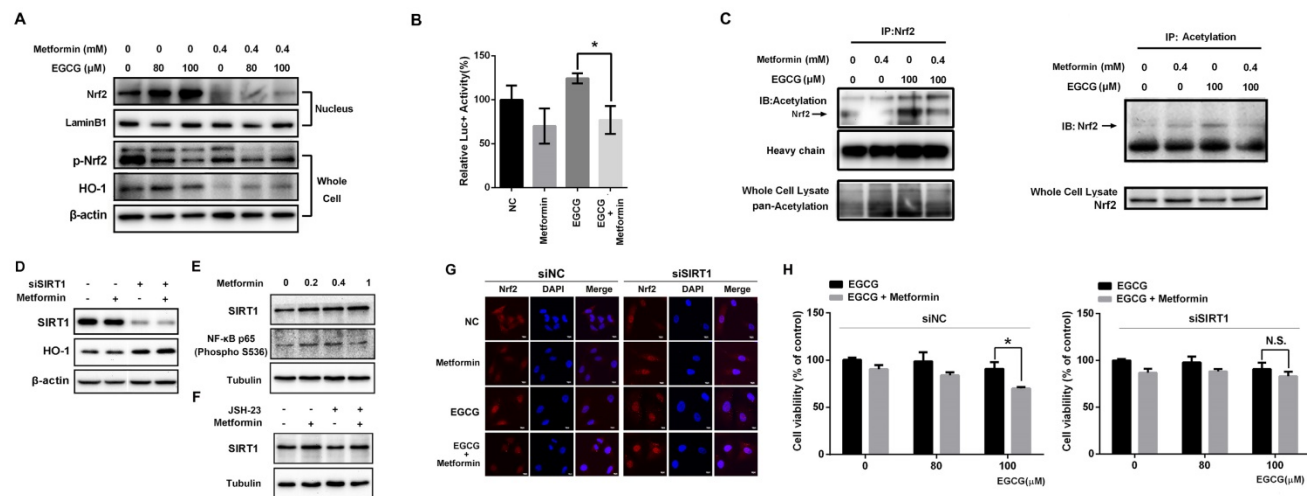 A
Metformin (mM) 0 0 0 0.4 0.4 0.4
EGCG (μM) 0 80 100 0 80 100
Nrf2
LaminB1
Nucleus
p-Nrf2
HO-1
β-actin
Whole
Cell
B
Relative Luc+ Activity(%)
150
100
50
0
*
NC
Metformin
EGCG
EGCG
+
Metformin
C
IP:Nrf2
Metformin (mM) 0 0.4 0 0.4
EGCG (μM) 0 0 100 100
IB:Acetylation
Nrf2
Heavy chain
Whole Cell Lysate
pan-Acetylation
IP: Acetylation
Metformin (mM) 0 0.4 0 0.4
EGCG (μM) 0 0 100 100
IB: Nrf2
Whole Cell Lysate
Nrf2
D
siSIRT1 - - + +
Metformin - + - +
SIRT1
HO-1
β-actin
E
Metformin 0 0.2 0.4 1
SIRT1
NF-κB p65
(Phospho S536)
Tubulin
F
JSH-23 - - + +
Metformin - + - +
SIRT1
Tubulin
G
siNC siSIRT1
Nrf2 DAPI Merge Nrf2 DAPI Merge
NC
Metformin
EGCG
EGCG
+
Metformin
H
EGCG
EGCG + Metformin
siNC
Cell viablility (% of control)
150
100
50
0
*
0 80 100
EGCG(μM)
EGCG
EGCG + Metformin
siSIRT1
Cell viablility (% of control)
150
100
50
0
N.S.
0 80 100
EGCG(μM)